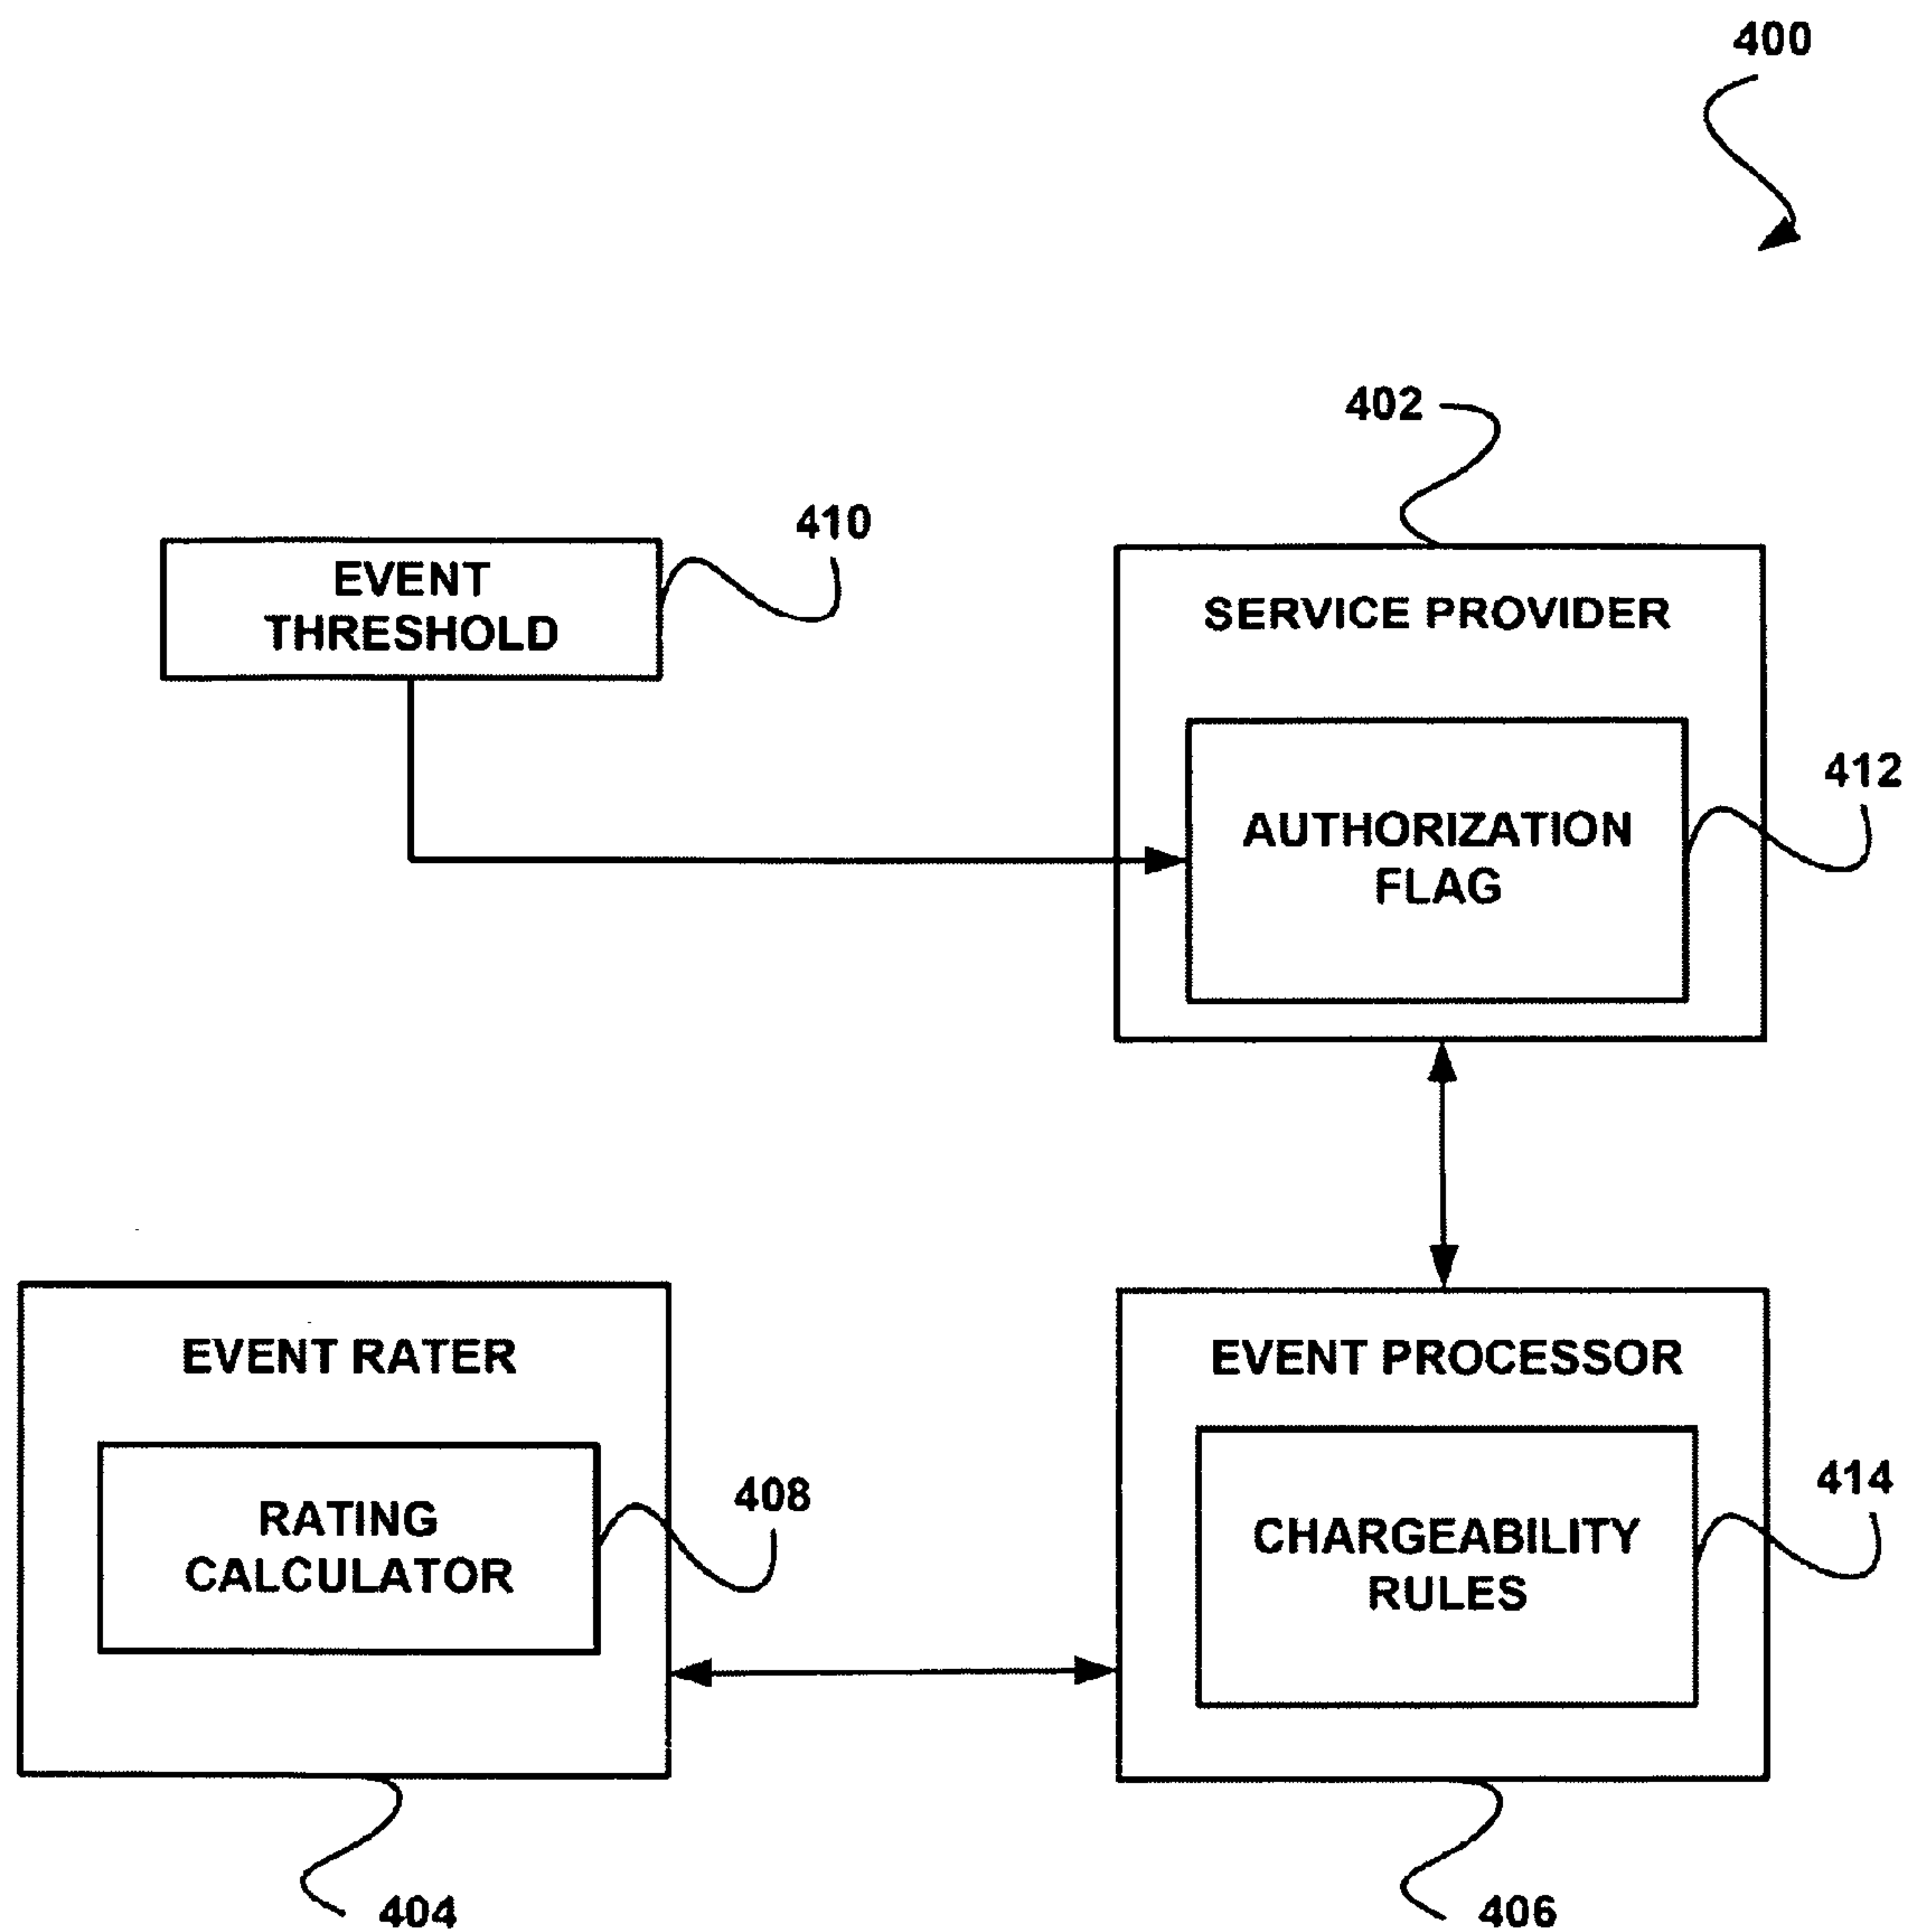 400
402
410
EVENT
THRESHOLD
SERVICE PROVIDER
412
AUTHORIZATION
FLAG
EVENT RATER
EVENT PROCESSOR
408
414
RATING
CALCULATOR
CHARGEABILITY
RULES
404
406